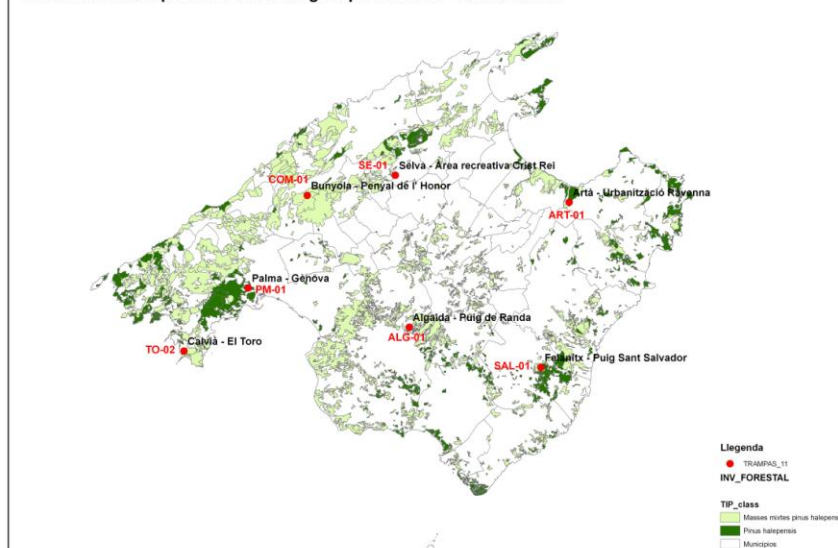 SE-01
Selva - Àrea recreativa Crist Rei
COM-01
Bunyola - Penyal de l' Honor
Artà - Urbanització Ravenna
ART-01
Palma - Gènova
PM-01
Algaida - Puig de Randa
ALG-01
Calvià - El Toro
TO-02
Felanitx - Puig Sant Salvador
SAL-01
Llegenda
TRAMPAS_11
INV_FORESTAL
TIP_class
Masses mixtes pinus halepens
Pinus halepensis
Municipios